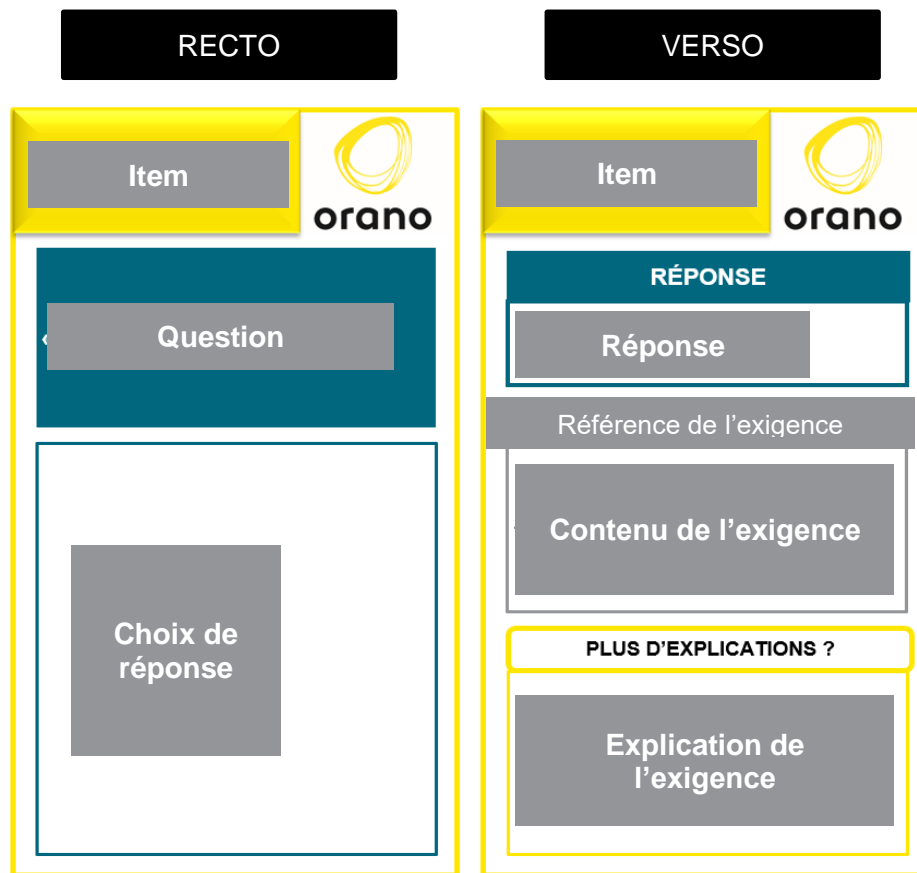 RECTO
VERSO
Item
orano
Question
Choix de
réponse
Item
orano
RÉPONSE
Réponse
Référence de l'exigence
Contenu de l'exigence
PLUS D'EXPLICATIONS ?
Explication de
l'exigence